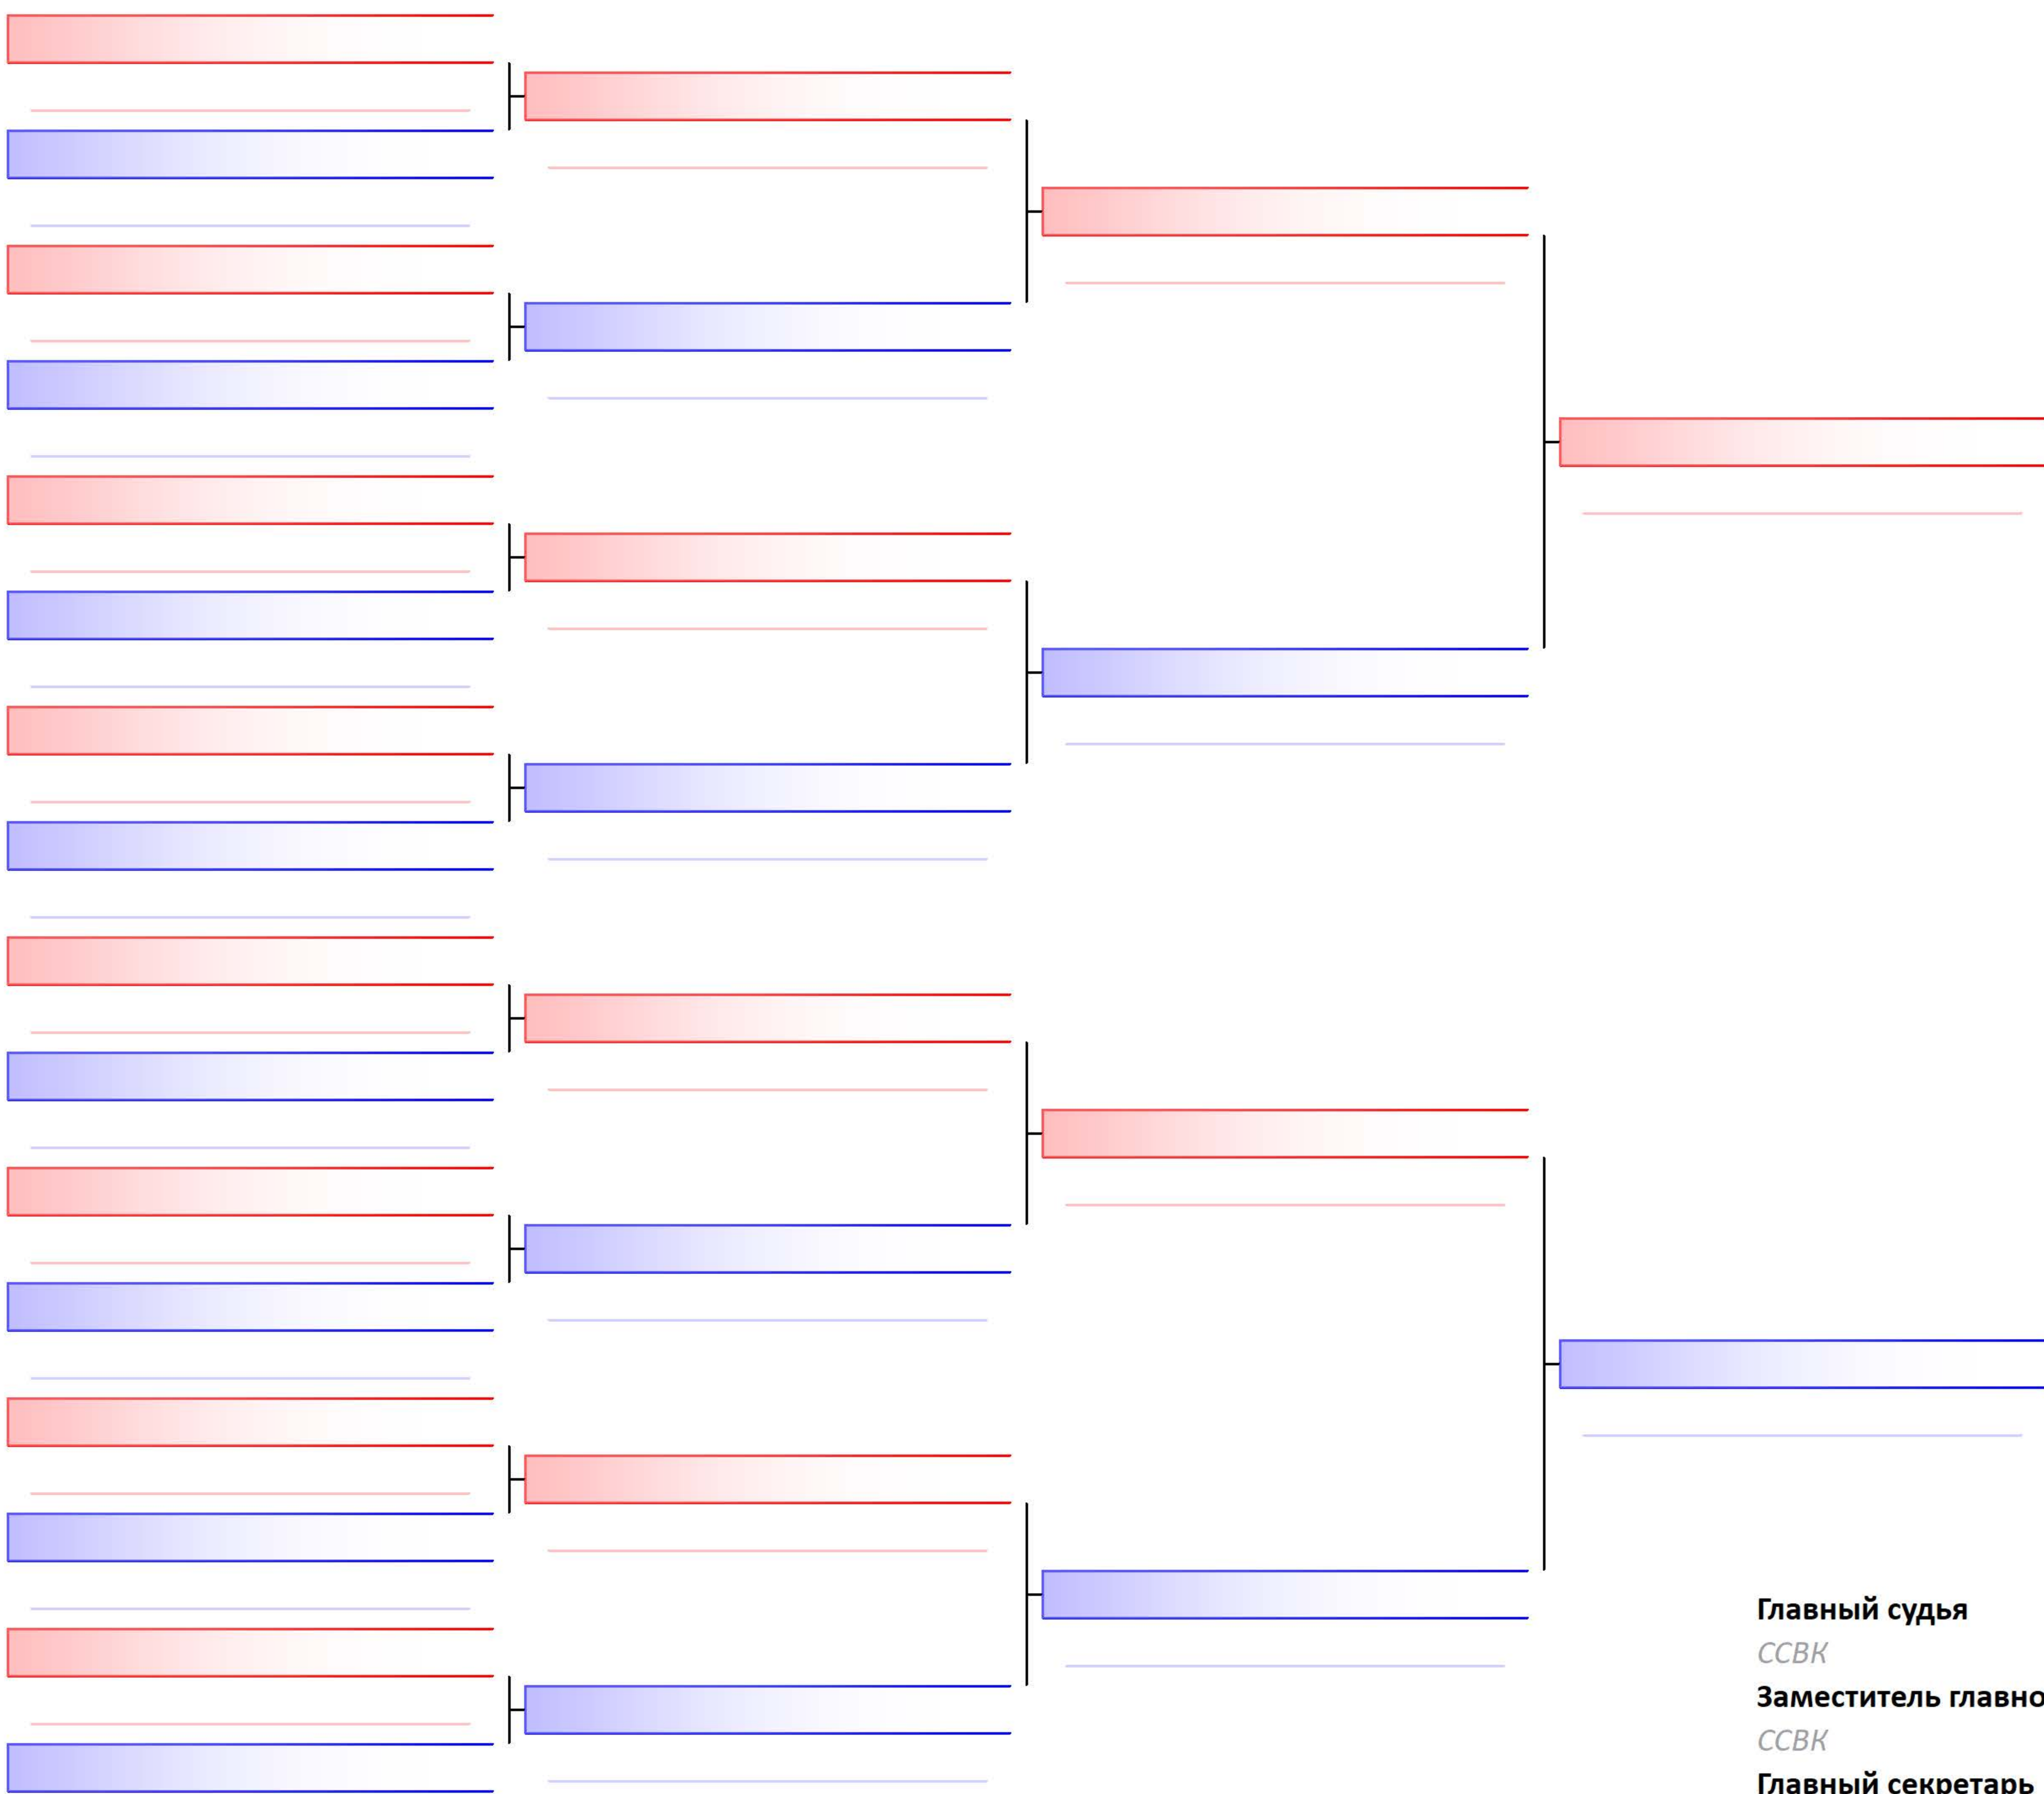 Главный судья
ССВК
Заместитель главно
ССВК
Главный секретарь